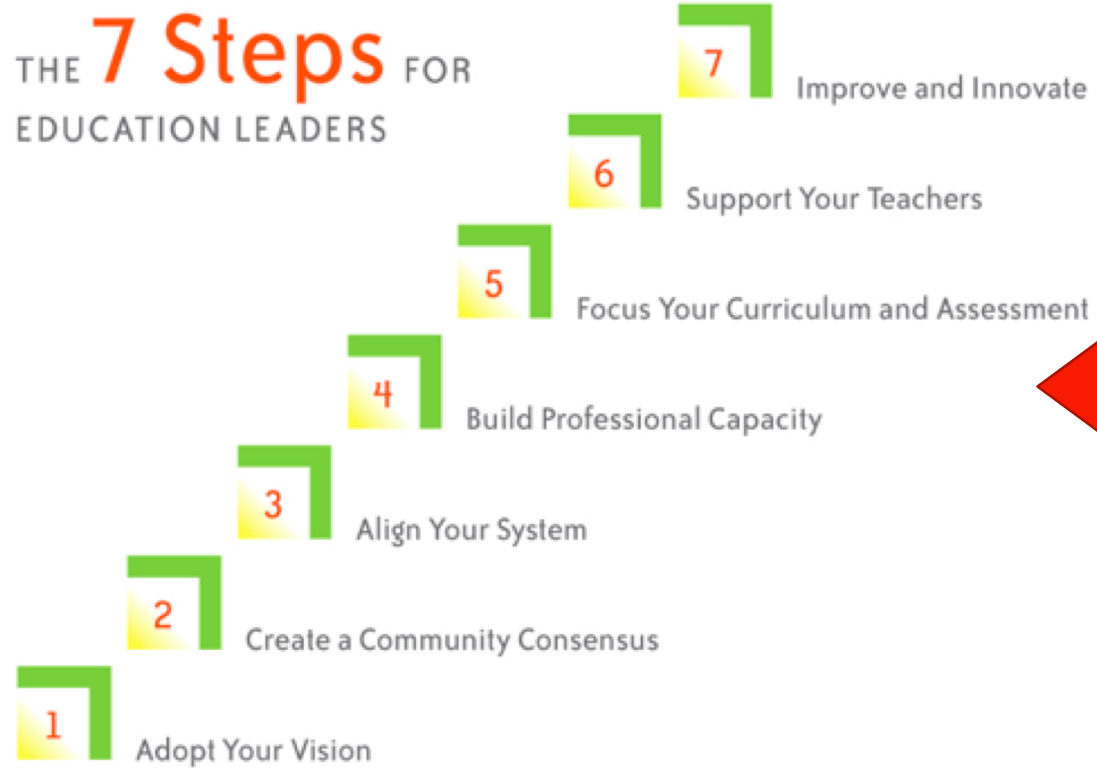 THE 7 Steps FOR
EDUCATION LEADERS
7 Improve and Innovate
6 Support Your Teachers
5 Focus Your Curriculum and Assessment
4 Build Professional Capacity
3 Align Your System
2 Create a Community Consensus
1 Adopt Your Vision